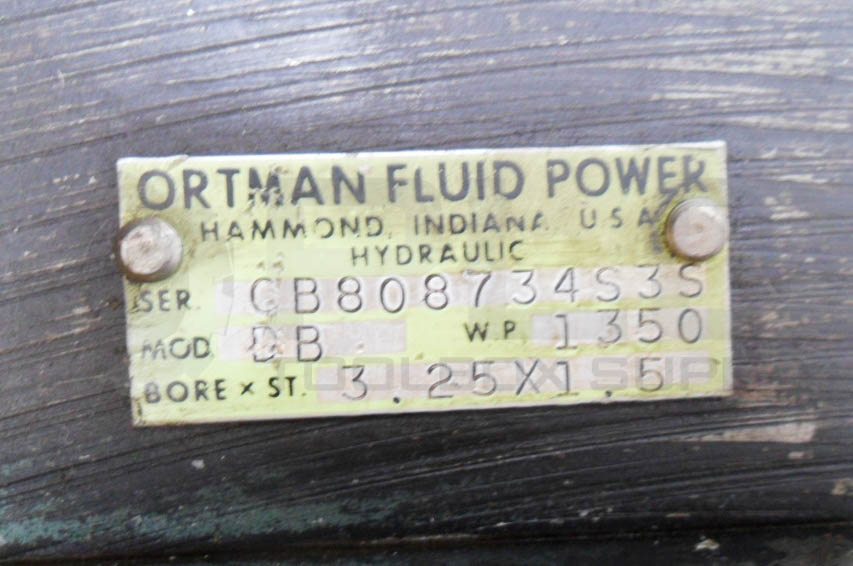 ORTMAN FLUID POWER
HAMMOND, INDIANA U S A
HYDRAULIC
SER. CB808734S3S
MOD. DB W.P. 1350
BORE × ST. 3.25X1.5